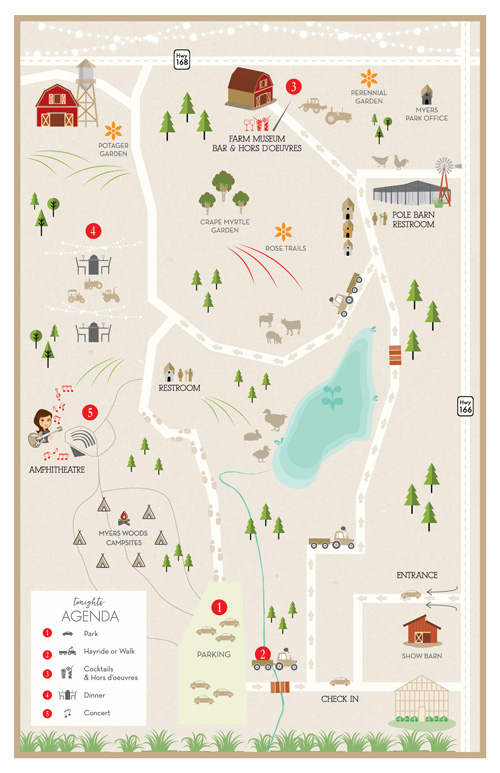 Hwy
168
3
PERENNIAL
GARDEN
MYERS
PARK OFFICE
FARM MUSEUM
BAR & HORS D'OEUVRES
POTAGER
GARDEN
POLE BARN
RESTROOM
CRAPE MYRTLE
GARDEN
ROSE TRAILS
4
RESTROOM
Hwy
166
5
AMPHITHEATRE
MYERS WOODS
CAMPSITES
ENTRANCE
SHOW BARN
CHECK IN
1
PARKING
2
tonights
AGENDA
1 Park
2 Hayride or Walk
3 Cocktails
& Hors d'oeuvres
4 Dinner
5 Concert